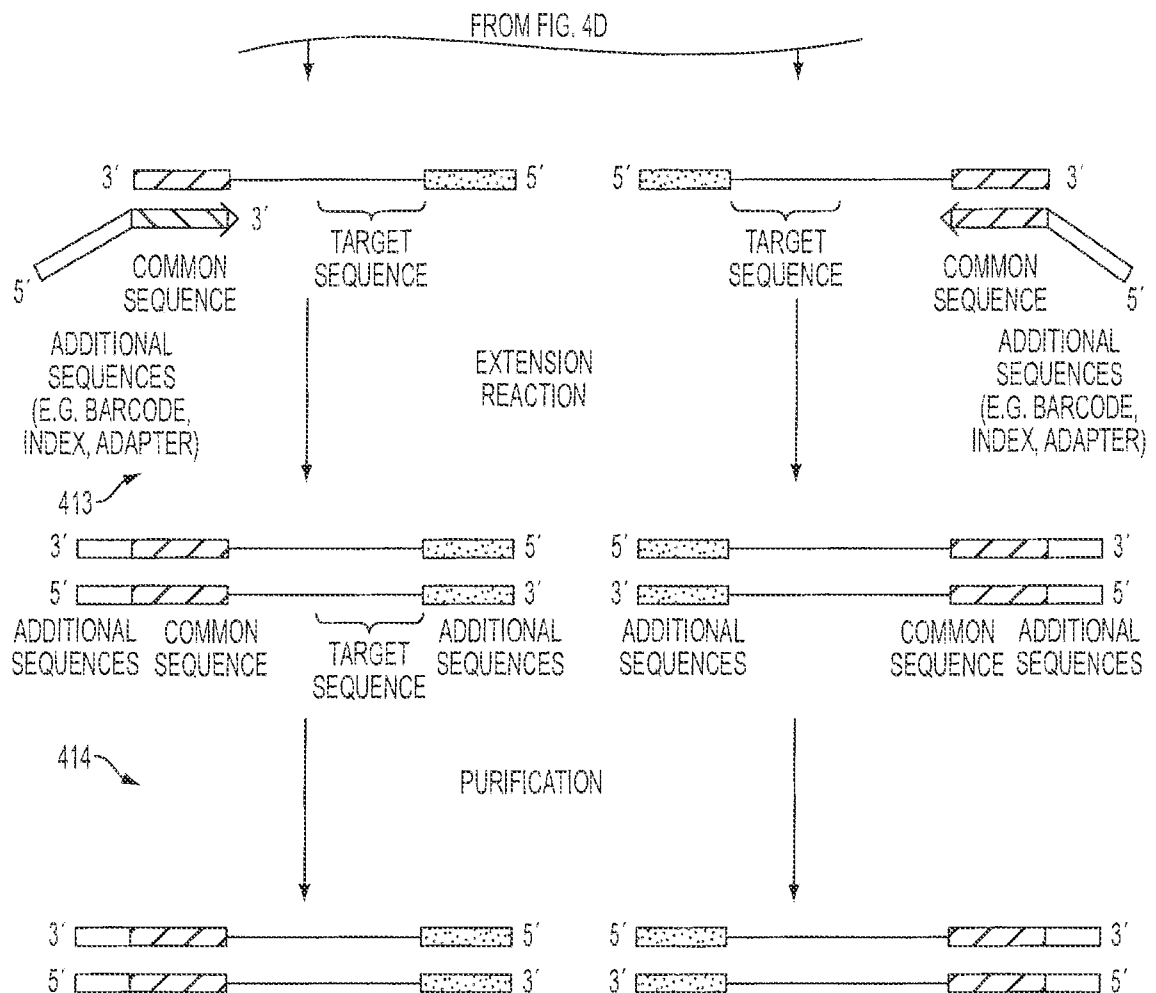 FROM FIG. 4D
3′ 5′ 5′ 3′
3′
5′
COMMON
SEQUENCE
TARGET
SEQUENCE
TARGET
SEQUENCE
COMMON
SEQUENCE
5′
ADDITIONAL
SEQUENCES
(E.G. BARCODE,
INDEX, ADAPTER)
EXTENSION
REACTION
ADDITIONAL
SEQUENCES
(E.G. BARCODE,
INDEX, ADAPTER)
413
3′ 5′ 5′ 3′
5′ 3′ 3′ 5′
ADDITIONAL
SEQUENCES
COMMON
SEQUENCE
TARGET
SEQUENCE
ADDITIONAL
SEQUENCES
ADDITIONAL
SEQUENCES
COMMON
SEQUENCE
ADDITIONAL
SEQUENCES
414
PURIFICATION
3′ 5′ 5′ 3′
5′ 3′ 3′ 5′